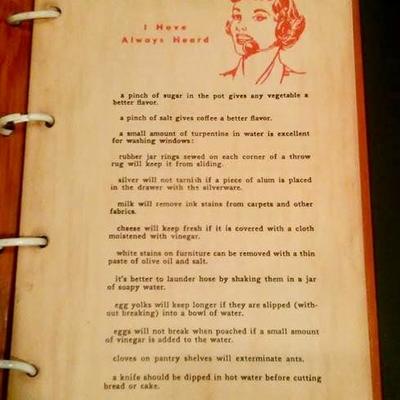 I Have
Always Heard
a pinch of sugar in the pot gives any vegetable a
better flavor.
a pinch of salt gives coffee a better flavor.
a small amount of turpentine in water is excellent
for washing windows:
rubber jar rings sewed on each corner of a throw
rug will keep it from sliding.
silver will not tarnish if a piece of alum is placed
in the drawer with the silverware.
milk will remove ink stains from carpets and other
fabrics.
cheese will keep fresh if it is covered with a cloth
moistened with vinegar.
white stains on furniture can be removed with a thin
paste of olive oil and salt.
it's better to launder hose by shaking them in a jar
of soapy water.
egg yolks will keep longer if they are slipped (with-
out breaking) into a bowl of water.
eggs will not break when poached if a small amount
of vinegar is added to the water.
cloves on pantry shelves will exterminate ants.
a knife should be dipped in hot water before cutting
bread or cake.